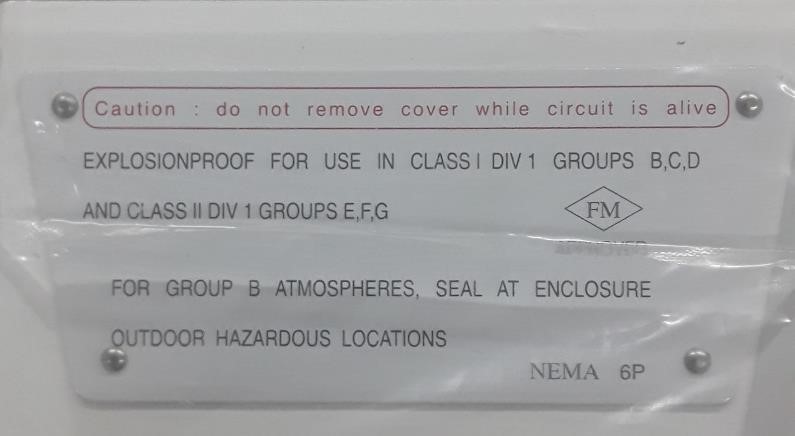 Caution : do not remove cover while circuit is alive
EXPLOSIONPROOF FOR USE IN CLASS I DIV 1 GROUPS B,C,D
AND CLASS II DIV 1 GROUPS E,F,G
FM
APPROVED
FOR GROUP B ATMOSPHERES, SEAL AT ENCLOSURE
OUTDOOR HAZARDOUS LOCATIONS
NEMA 6P